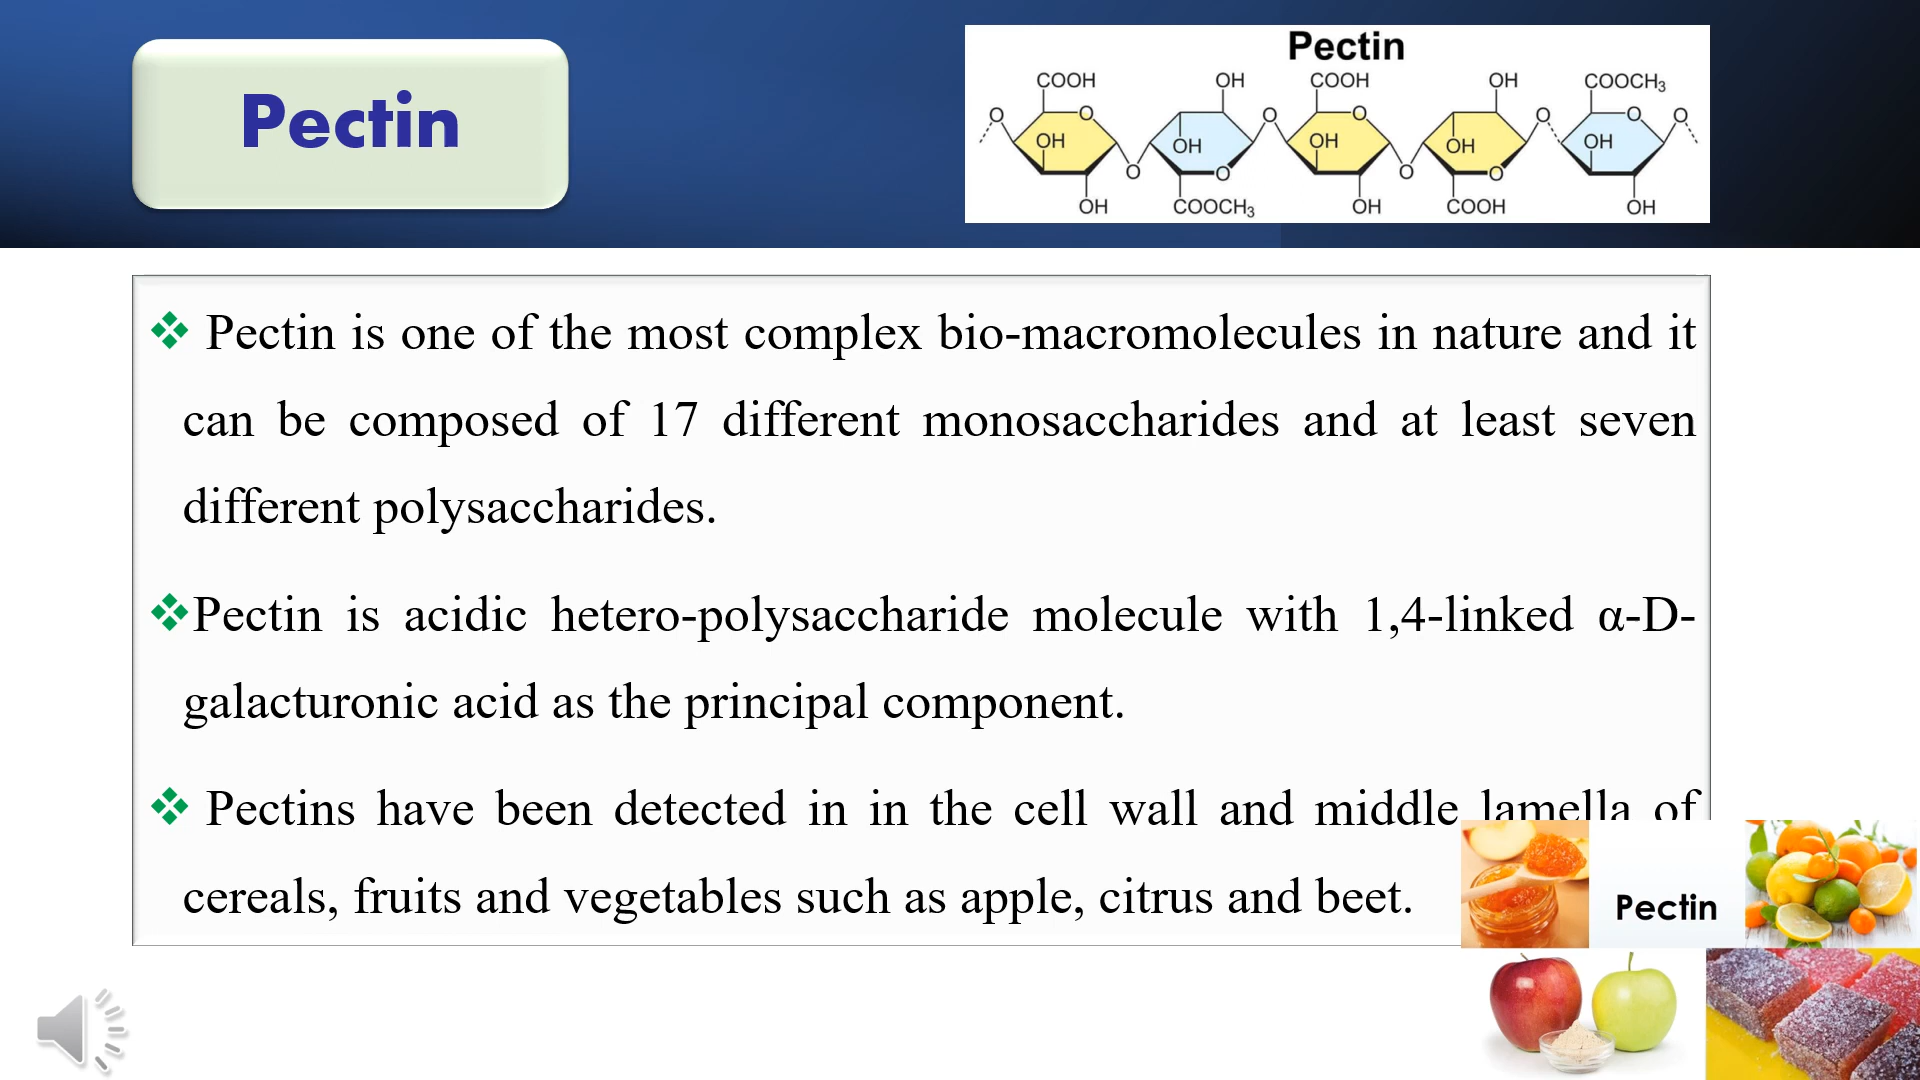 Pectin
Pectin
COOH OH COOH OH COOCH3
O O O O O O
OH OH OH OH OH
O O O O
OH COOCH3 OH COOH OH
❖ Pectin is one of the most complex bio-macromolecules in nature and it
can be composed of 17 different monosaccharides and at least seven
different polysaccharides.
❖Pectin is acidic hetero-polysaccharide molecule with 1,4-linked α-D-
galacturonic acid as the principal component.
❖ Pectins have been detected in in the cell wall and middle lamella of
cereals, fruits and vegetables such as apple, citrus and beet.
Pectin